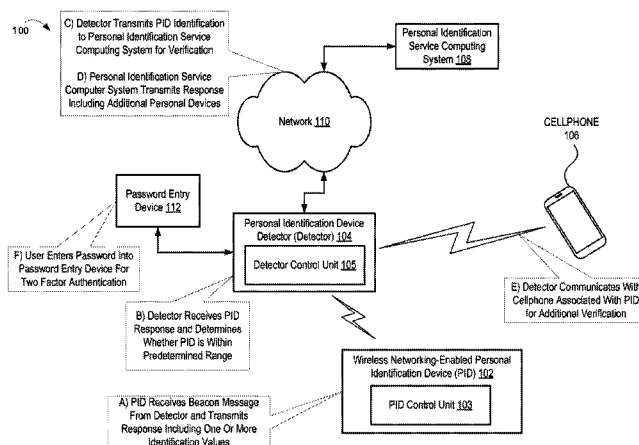 100
C) Detector Transmits PID Identification
to Personal Identification Service
Computing System for Verification
D) Personal Identification Service
Computer System Transmits Response
Including Additional Personal Devices
Personal Identification
Service Computing
System 108
Network 110
CELLPHONE
106
Password Entry
Device 112
Personal Identification Device
Detector (Detector) 104
Detector Control Unit 105
F) User Enters Password Into
Password Entry Device For
Two Factor Authentication
E) Detector Communicates With
Cellphone Associated With PID
for Additional Verification
B) Detector Receives PID
Response and Determines
Whether PID is Within
Predetermined Range
Wireless Networking-Enabled Personal
Identification Device (PID) 102
PID Control Unit 103
A) PID Receives Beacon Message
From Detector and Transmits
Response Including One Or More
Identification Values